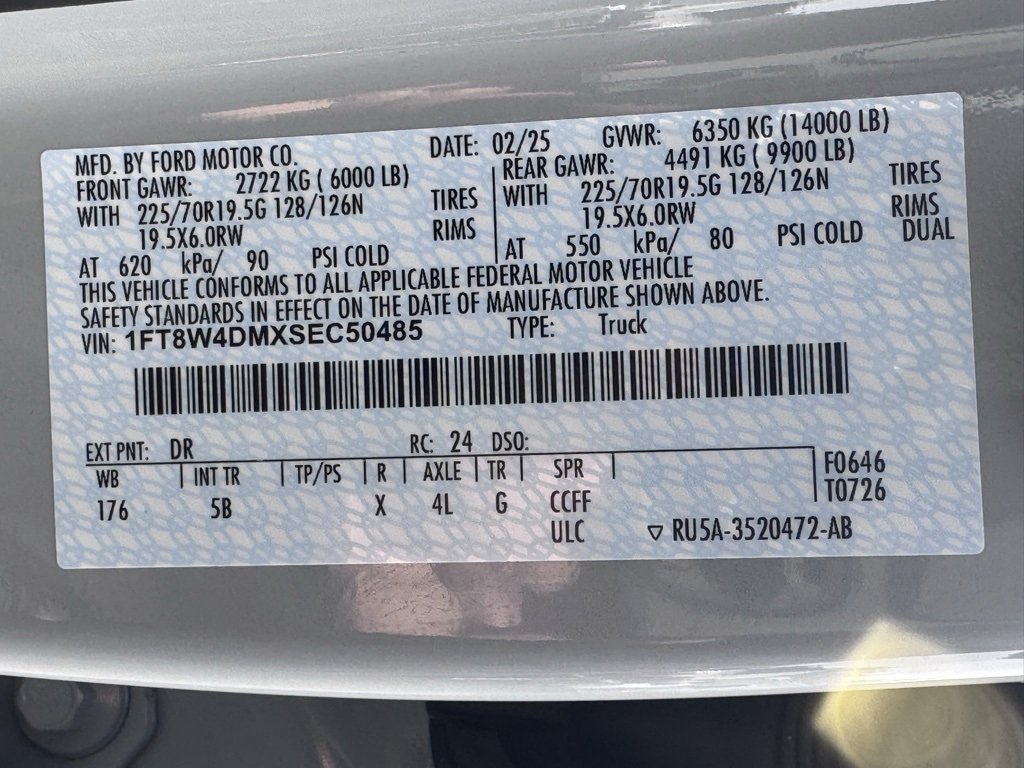 MFD. BY FORD MOTOR CO. DATE: 02/25 GVWR: 6350 KG (14000 LB)
FRONT GAWR: 2722 KG ( 6000 LB)
WITH 225/70R19.5G 128/126N TIRES
19.5X6.0RW RIMS
AT 620 kPa/ 90 PSI COLD
REAR GAWR: 4491 KG ( 9900 LB)
WITH 225/70R19.5G 128/126N TIRES
19.5X6.0RW RIMS
AT 550 kPa/ 80 PSI COLD DUAL
THIS VEHICLE CONFORMS TO ALL APPLICABLE FEDERAL MOTOR VEHICLE
SAFETY STANDARDS IN EFFECT ON THE DATE OF MANUFACTURE SHOWN ABOVE.
VIN: 1FT8W4DMXSEC50485 TYPE: Truck
EXT PNT: DR RC: 24 DSO:
WB INT TR TP/PS R AXLE TR SPR F0646
176 5B X 4L G CCFF T0726
ULC ▽ RU5A-3520472-AB